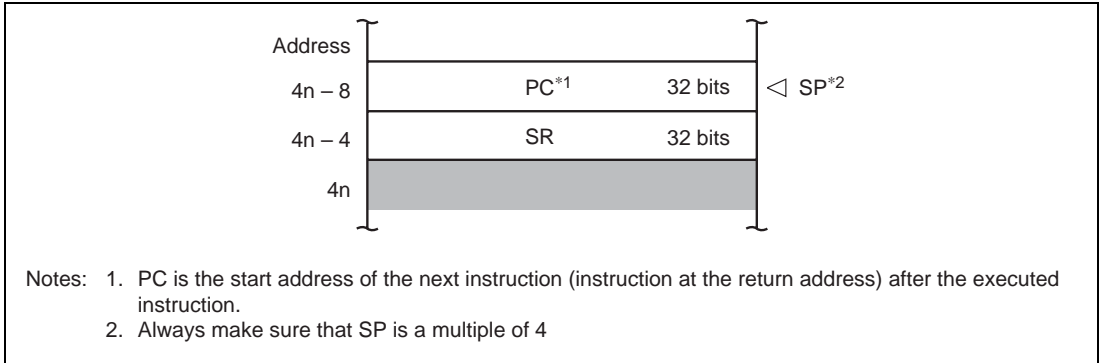 Address
4n – 8 PC*1 32 bits ◁ SP*2
4n – 4 SR 32 bits
4n
Notes: 1. PC is the start address of the next instruction (instruction at the return address) after the executed
instruction.
2. Always make sure that SP is a multiple of 4